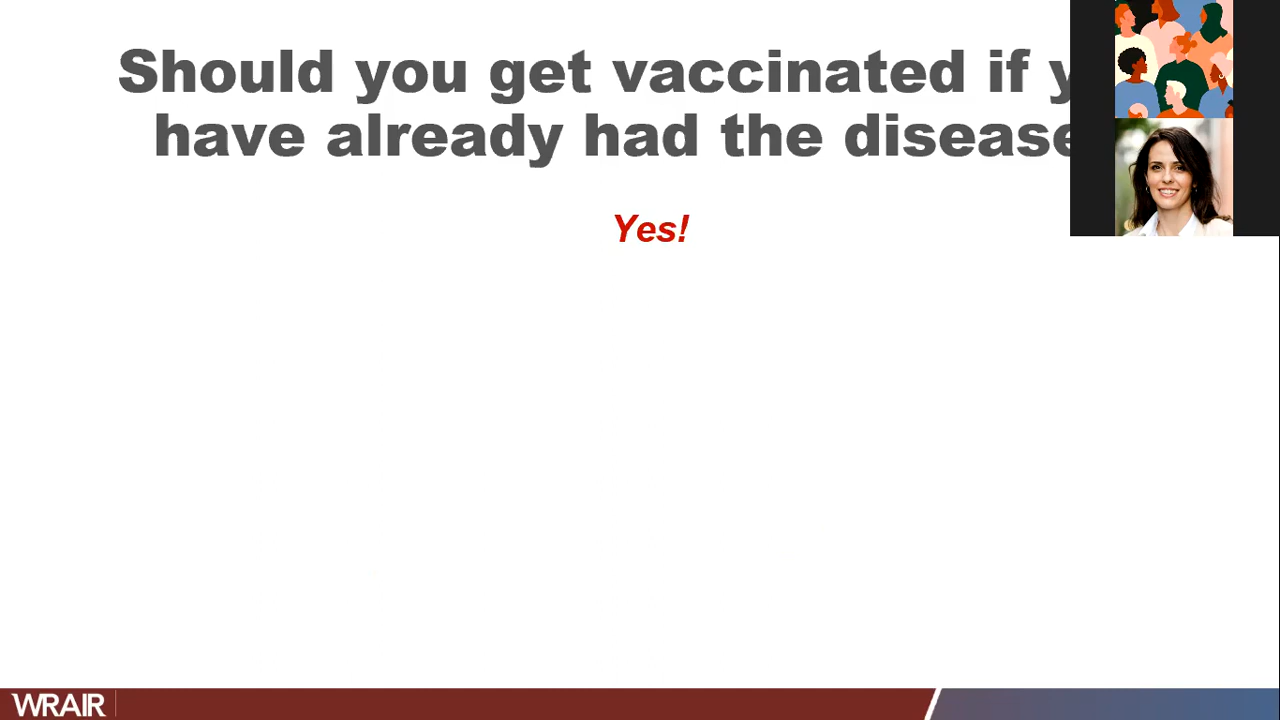 Should you get vaccinated if
have already had the disease
Yes!
WRAIR